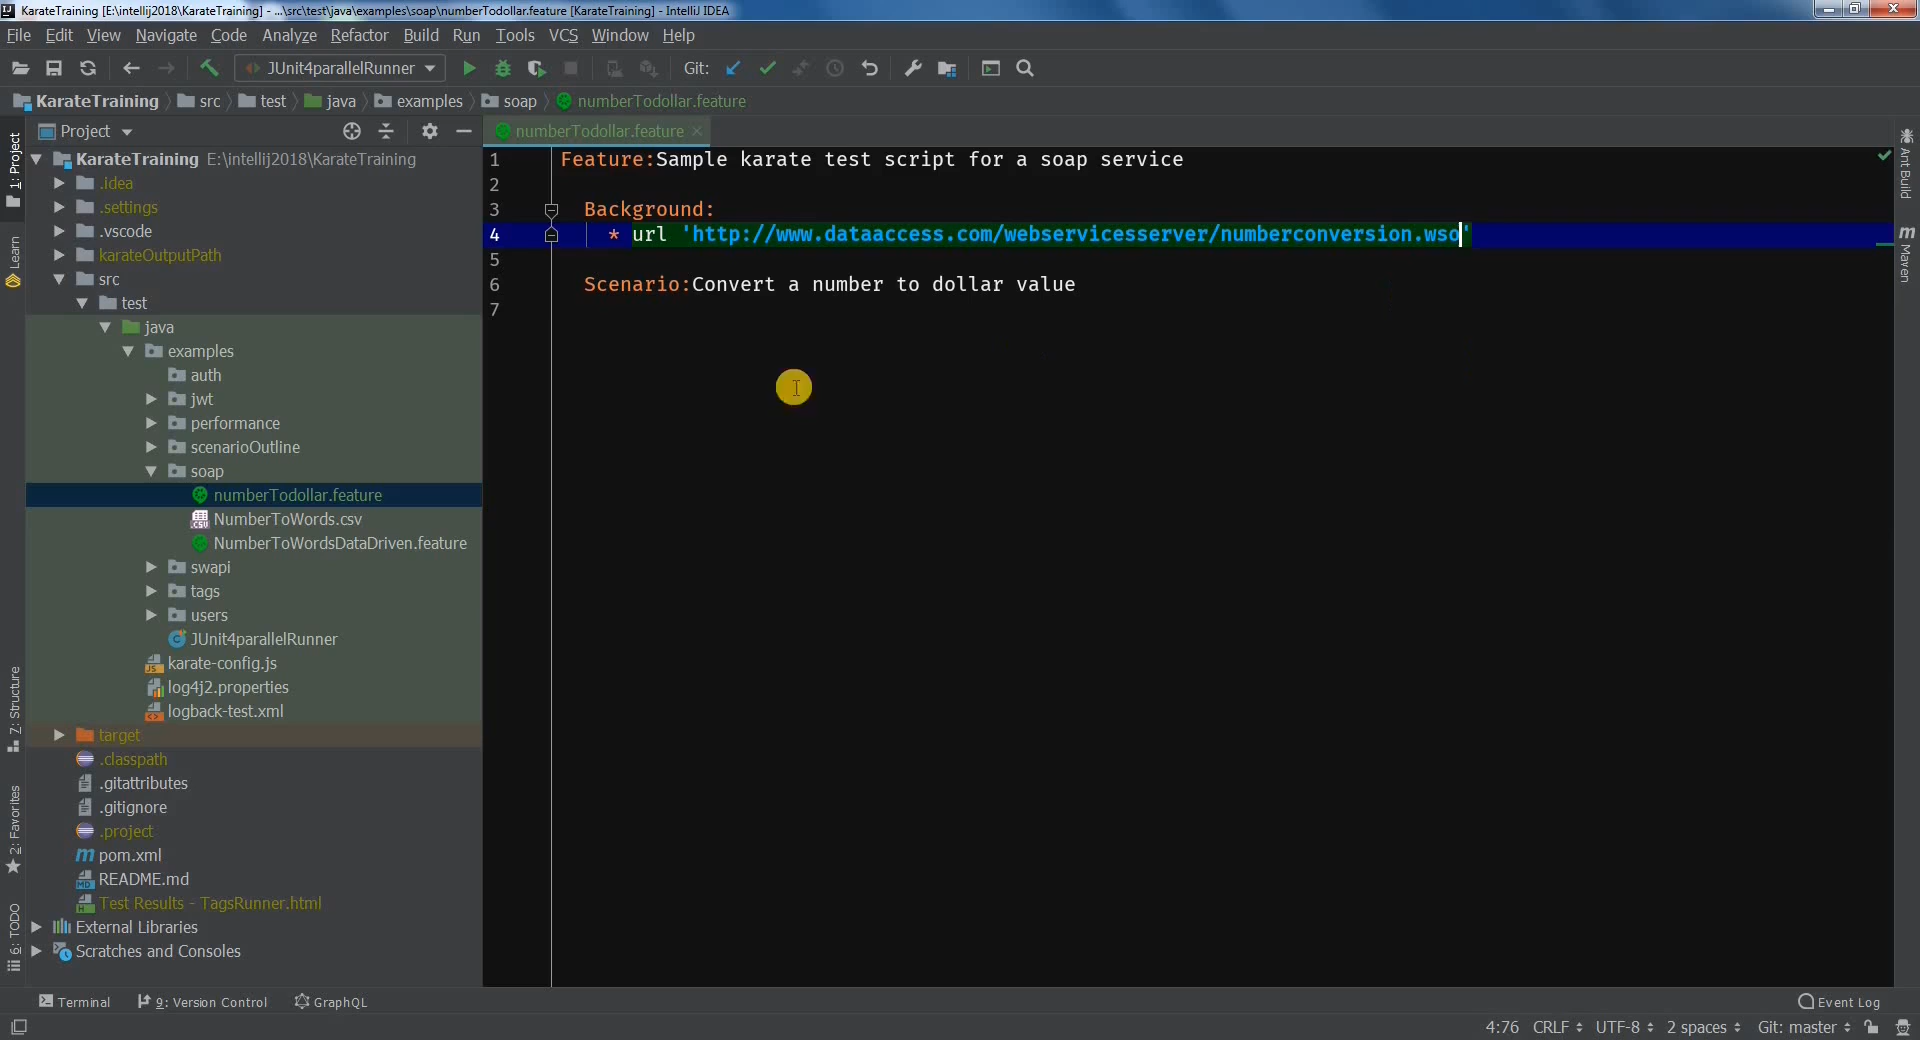 KarateTraining [E:\intellij2018\KarateTraining] - ...\src\test\java\examples\soap\numberTodollar.feature [KarateTraining] - IntelliJ IDEA
File Edit View Navigate Code Analyze Refactor Build Run Tools VCS Window Help
JUnit4parallelRunner Git:
KarateTraining src test java examples soap numberTodollar.feature
1: Project
Learn
Z: Structure
2: Favorites
6: TODO
Project
KarateTraining E:\intellij2018\KarateTraining
.idea
.settings
.vscode
karateOutputPath
src
test
java
examples
auth
jwt
performance
scenarioOutline
soap
numberTodollar.feature
NumberToWords.csv
NumberToWordsDataDriven.feature
swapi
tags
users
JUnit4parallelRunner
karate-config.js
log4j2.properties
logback-test.xml
target
.classpath
.gitattributes
.gitignore
.project
pom.xml
README.md
Test Results - TagsRunner.html
External Libraries
Scratches and Consoles
numberTodollar.feature
1 Feature:Sample karate test script for a soap service
2
3 Background:
4 * url 'http://www.dataaccess.com/webservicesserver/numberconversion.wso'
5
6 Scenario:Convert a number to dollar value
7
Ant Build
Maven
Terminal 9: Version Control GraphQL Event Log
4:76 CRLF UTF-8 2 spaces Git: master